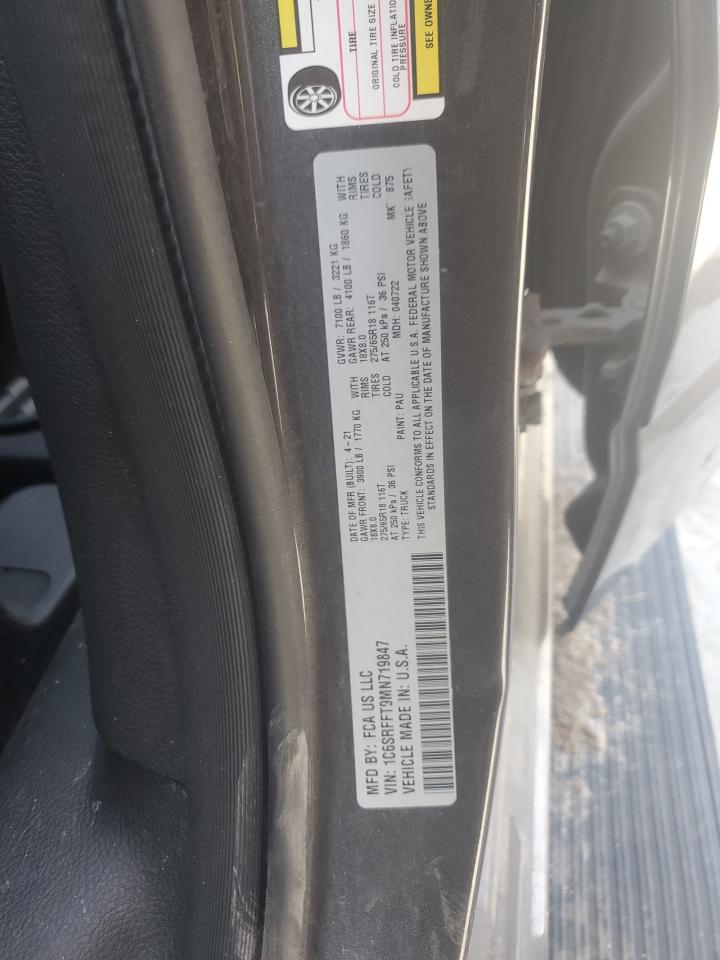 TIRE
ORIGINAL TIRE SIZE
COLD TIRE INFLATIO
PRESSURE
SEE OWNE
MFD BY: FCA US LLC
VIN: 1C6SRFFT9MN719847
VEHICLE MADE IN: U.S.A.
DATE OF MFR (BUILT): 4-21 GVWR: 7100 LB / 3221 KG
GAWR FRONT: 3900 LB / 1770 KG WITH GAWR REAR: 4100 LB / 1860 KG WITH
18X8.0 RIMS 18X8.0 RIMS
275/65R18 116T TIRES 275/65R18 116T TIRES
AT 250 kPa / 36 PSI COLD AT 250 kPa / 36 PSI COLD
TYPE: TRUCK PAINT: PAU MDH: 040722 MK : 875
THIS VEHICLE CONFORMS TO ALL APPLICABLE U.S.A. FEDERAL MOTOR VEHICLE SAFETY
STANDARDS IN EFFECT ON THE DATE OF MANUFACTURE SHOWN ABOVE.